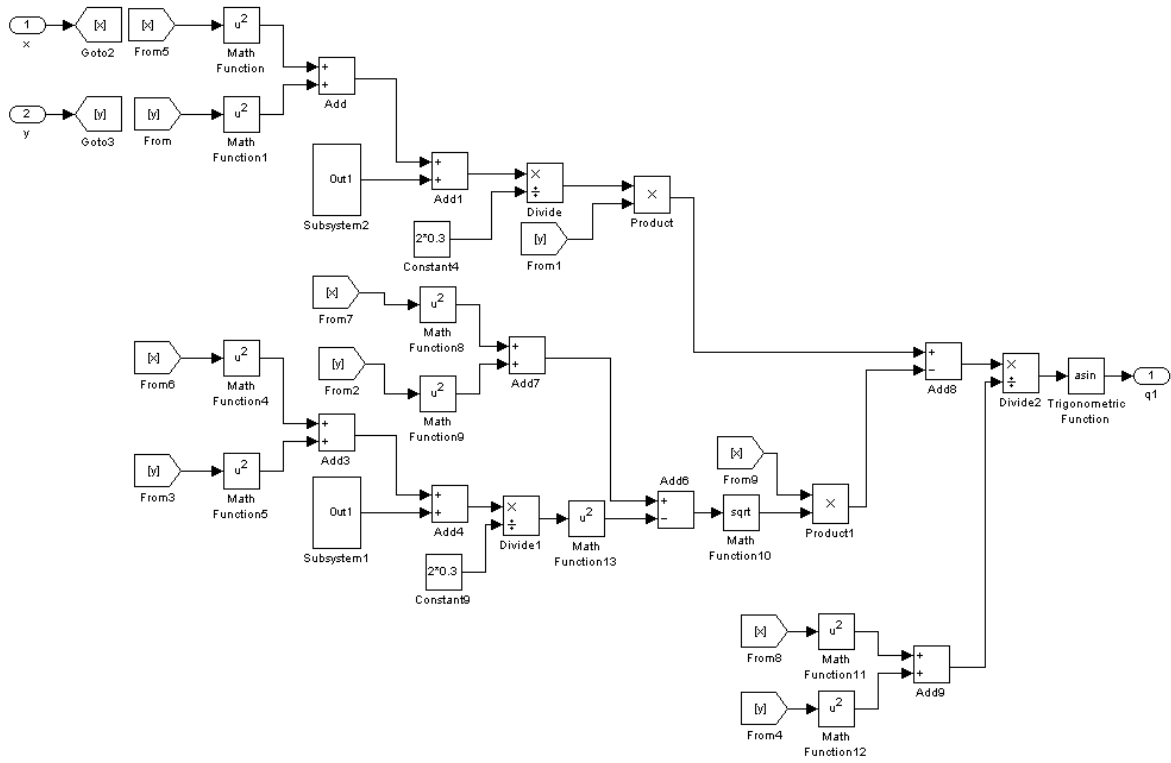 1
x
[x]
Goto2
[x]
From5
u²
Math
Function
2
y
[y]
Goto3
[y]
From
u²
Math
Function1
+
+
Add
Out1
Subsystem2
+
+
Add1
2*0.3
Constant4
×
÷
Divide
[y]
From1
×
Product
[x]
From7
u²
Math
Function8
[y]
From2
u²
Math
Function9
+
+
Add7
[x]
From6
u²
Math
Function4
[y]
From3
u²
Math
Function5
+
+
Add3
Out1
Subsystem1
+
+
Add4
2*0.3
Constant9
×
÷
Divide1
u²
Math
Function13
Add6
+
−
sqrt
Math
Function10
[x]
From9
×
Product1
+
−
Add8
×
÷
Divide2
asin
Trigonometric
Function
1
q1
[x]
From8
u²
Math
Function11
[y]
From4
u²
Math
Function12
+
+
Add9